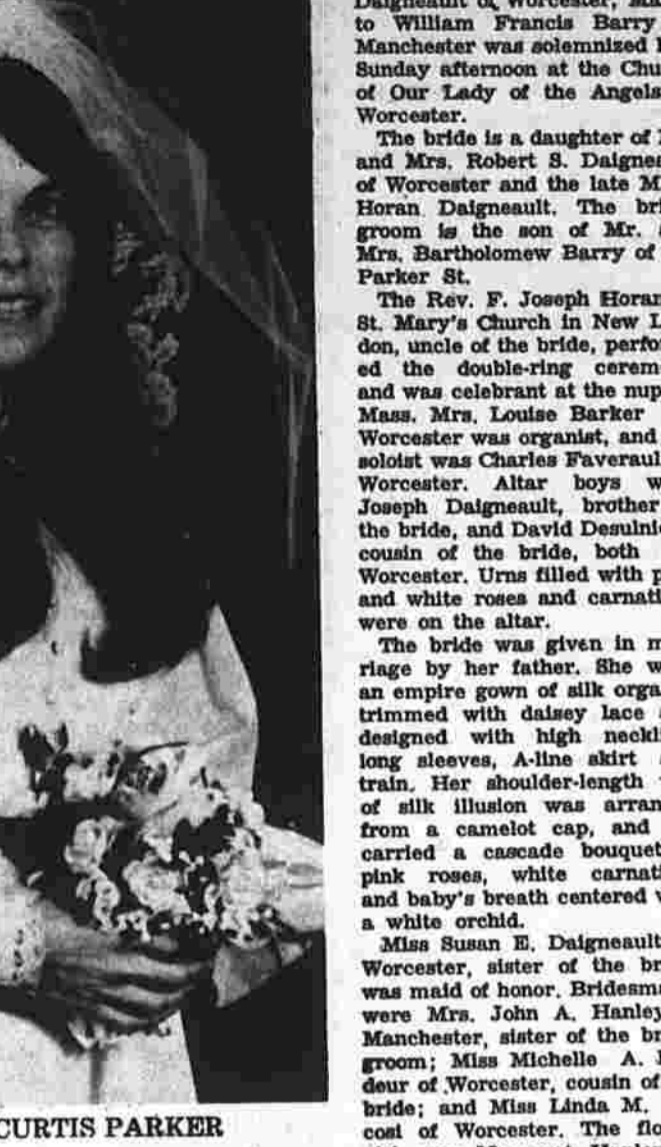 Daigneault of Worcester,
to William Francis Barry
Manchester was solemnized
Sunday afternoon at the Chu
of Our Lady of the Angels
Worcester.
The bride is a daughter of
and Mrs. Robert S. Daignea
of Worcester and the late M
Horan Daigneault. The bri
groom is the son of Mr.
Mrs. Bartholomew Barry of
Parker St.
The Rev. F. Joseph Horan
St. Mary's Church in New L
don, uncle of the bride, perfo
ed the double-ring cerem
and was celebrant at the nup
Mass. Mrs. Louise Barker
Worcester was organist, and
soloist was Charles Faveraul
Worcester. Altar boys w
Joseph Daigneault, brother
the bride, and David Desulni
cousin of the bride, both
Worcester. Urns filled with p
and white roses and carnati
were on the altar.
The bride was given in m
riage by her father. She w
an empire gown of silk orga
trimmed with daisey lace
designed with high neckli
long sleeves, A-line skirt
train. Her shoulder-length
of silk illusion was arran
from a camelot cap, and
carried a cascade bouquet
pink roses, white carnati
and baby's breath centered
a white orchid.
Miss Susan E. Daigneault
Worcester, sister of the br
was maid of honor. Bridesma
were Mrs. John A. Hanley
Manchester, sister of the br
groom; Miss Michelle A.
deur of Worcester, cousin of
bride; and Miss Linda M.
cost of Worcester. The flo
CURTIS PARKER